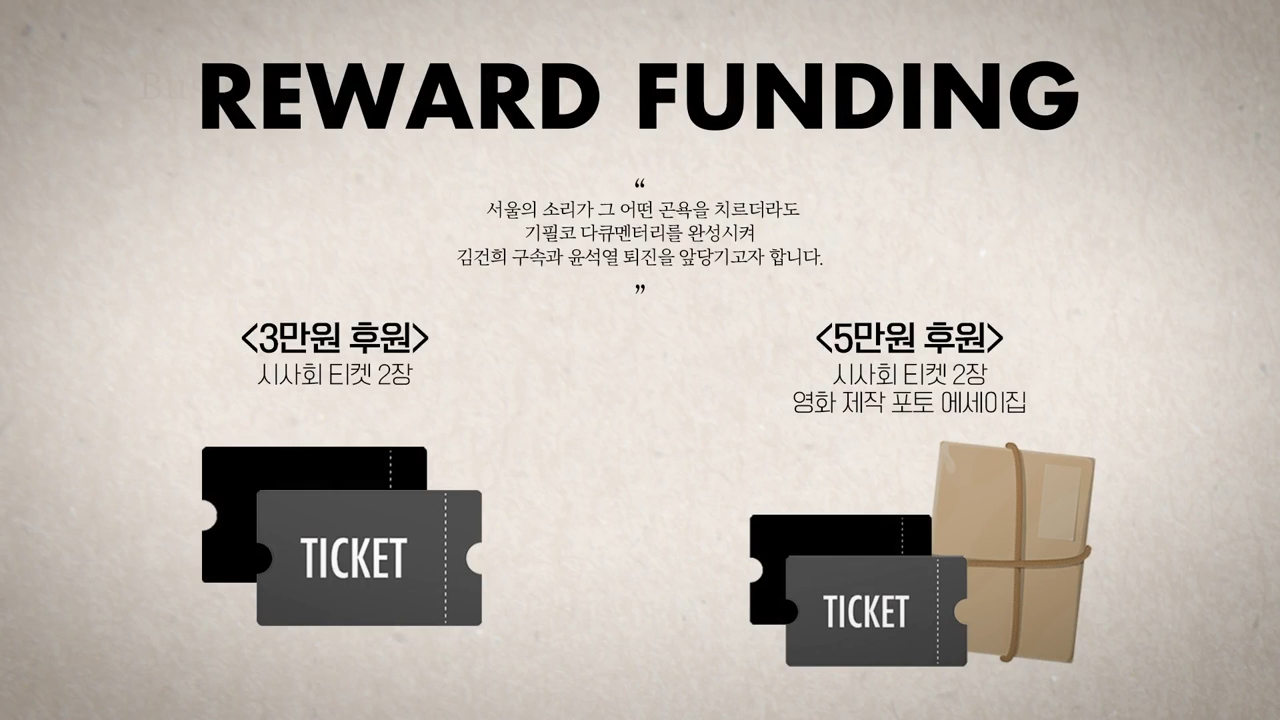 REWARD FUNDING
“
서울의 소리가 그 어떤 곤욕을 치르더라도
기필코 다큐멘터리를 완성시켜
김건희 구속과 윤석열 퇴진을 앞당기고자 합니다.
”
<3만원 후원>
시사회 티켓 2장
<5만원 후원>
시사회 티켓 2장
영화 제작 포토 에세이집
TICKET
TICKET